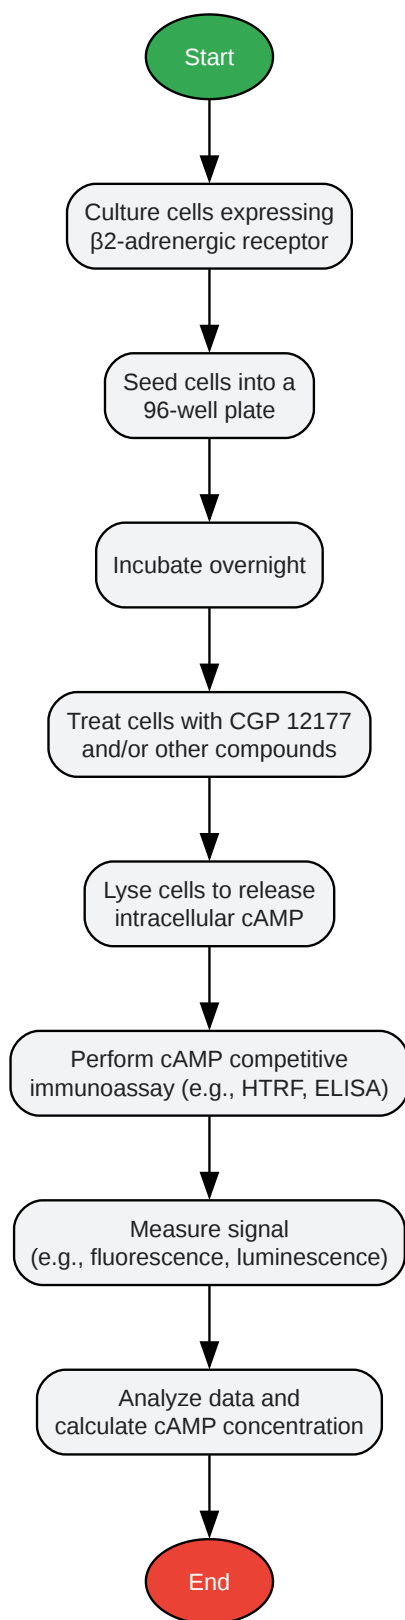 Start
Culture cells expressing
β2-adrenergic receptor
Seed cells into a
96-well plate
Incubate overnight
Treat cells with CGP 12177
and/or other compounds
Lyse cells to release
intracellular cAMP
Perform cAMP competitive
immunoassay (e.g., HTRF, ELISA)
Measure signal
(e.g., fluorescence, luminescence)
Analyze data and
calculate cAMP concentration
End